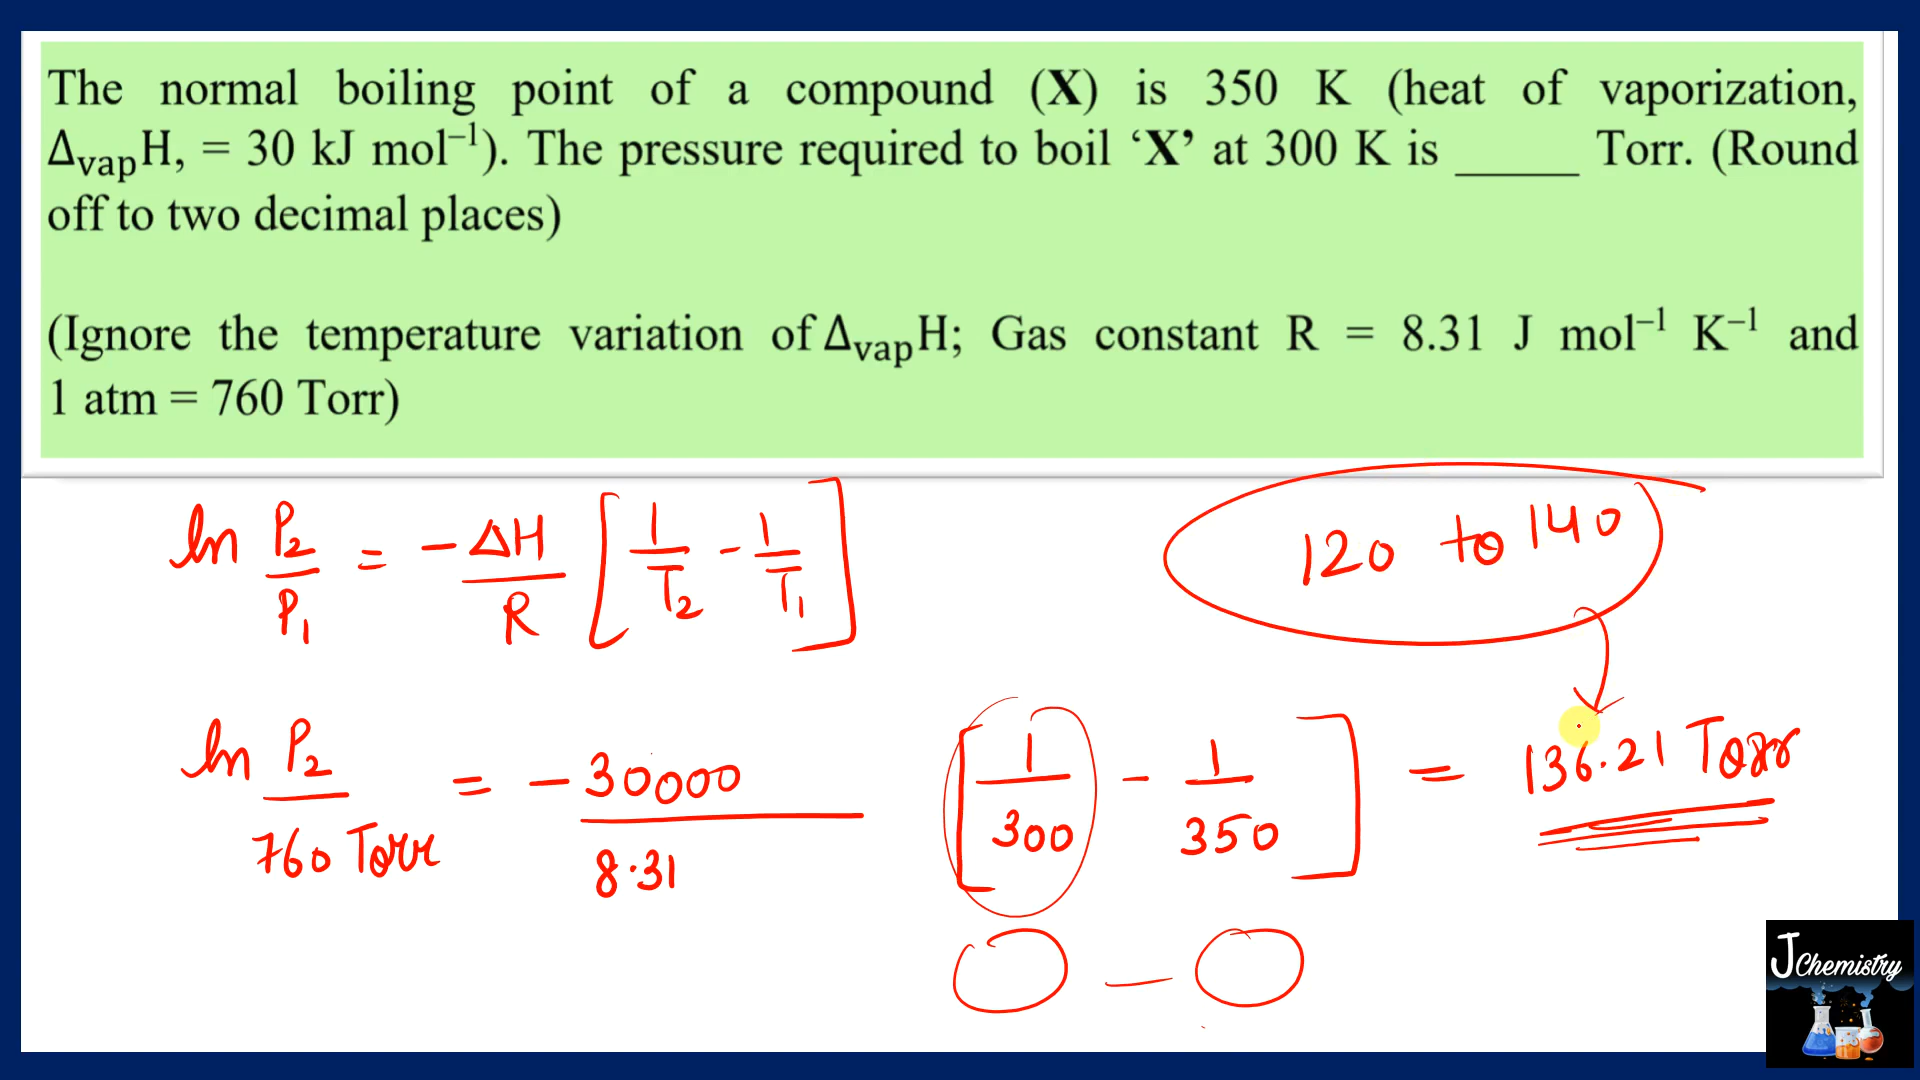 The normal boiling point of a compound (X) is 350 K (heat of vaporization,
ΔvapH, = 30 kJ mol⁻¹). The pressure required to boil ‘X’ at 300 K is _____ Torr. (Round
off to two decimal places)
(Ignore the temperature variation of ΔvapH; Gas constant R = 8.31 J mol⁻¹ K⁻¹ and
1 atm = 760 Torr)
ln P₂/P₁ = -ΔH/R [1/T₂ - 1/T₁]
120 to 140
ln P₂/760 Torr = -30000/8.31 [1/300 - 1/350] = 136.21 Torr
J Chemistry